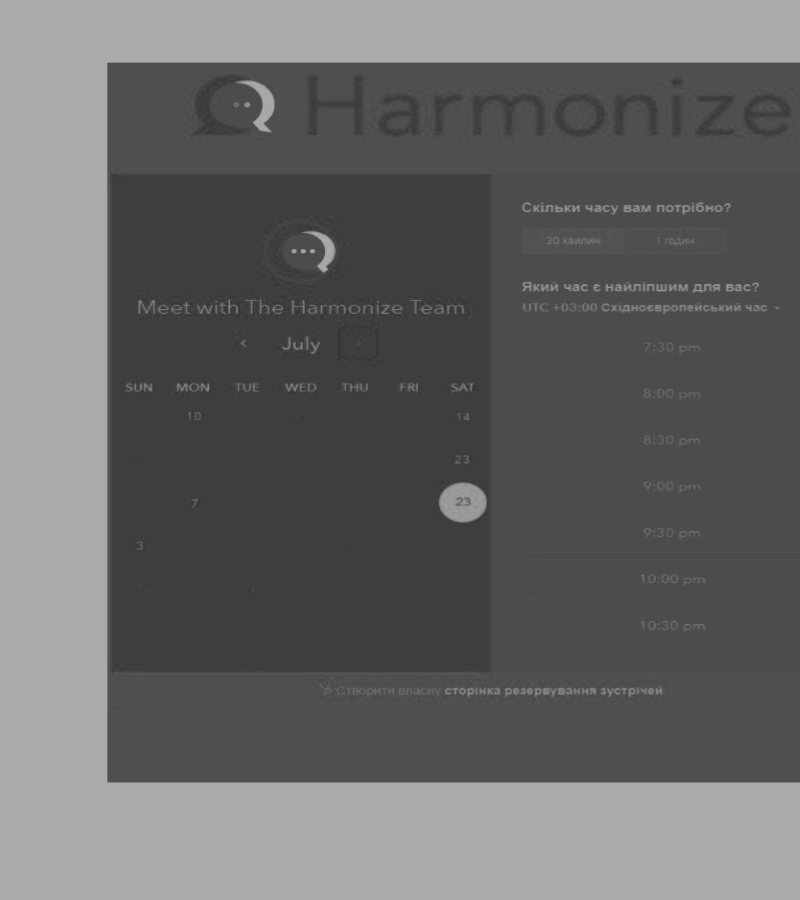 Harmonize
Meet with The Harmonize Team
July
SUN MON TUE WED THU FRI SAT
10 14
23
7 23
3
Скільки часу вам потрібно?
30 хвилин 1 годин
Який час є найліпшим для вас?
UTC +03:00 Східноєвропейський час
7:30 pm
8:00 pm
8:30 pm
9:00 pm
9:30 pm
10:00 pm
10:30 pm
Створити власну сторінка резервування зустрічей